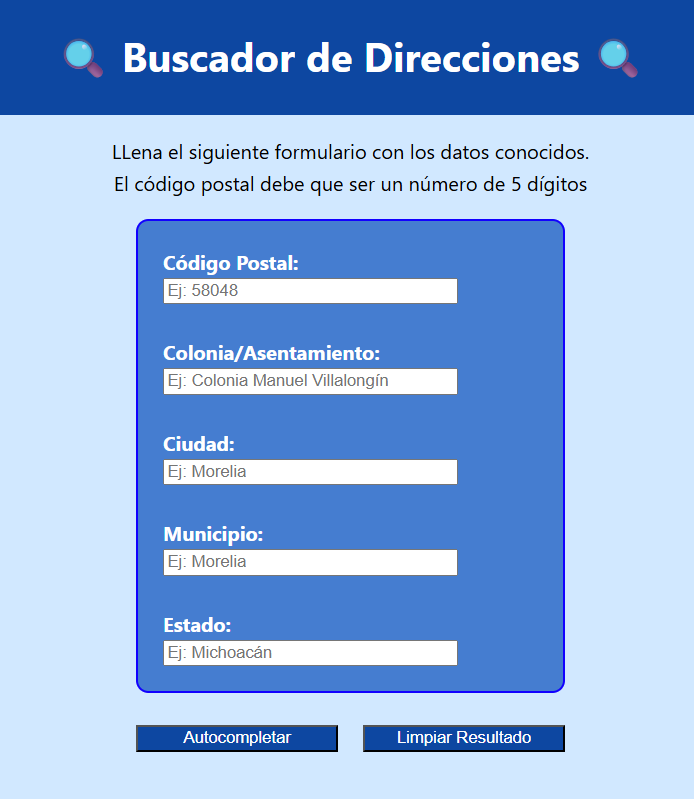 Buscador de Direcciones
LLena el siguiente formulario con los datos conocidos.
El código postal debe que ser un número de 5 dígitos
Código Postal:
Ej: 58048
Colonia/Asentamiento:
Ej: Colonia Manuel Villalongín
Ciudad:
Ej: Morelia
Municipio:
Ej: Morelia
Estado:
Ej: Michoacán
Autocompletar Limpiar Resultado